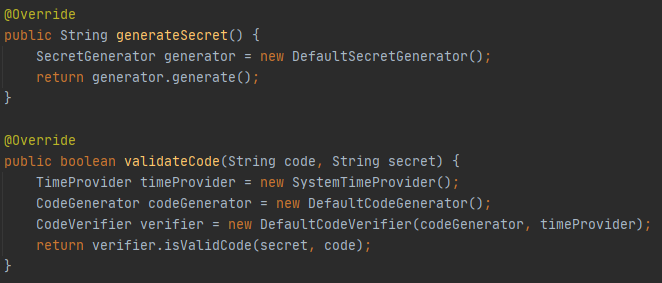 @Override
public String generateSecret() {
    SecretGenerator generator = new DefaultSecretGenerator();
    return generator.generate();
}

@Override
public boolean validateCode(String code, String secret) {
    TimeProvider timeProvider = new SystemTimeProvider();
    CodeGenerator codeGenerator = new DefaultCodeGenerator();
    CodeVerifier verifier = new DefaultCodeVerifier(codeGenerator, timeProvider);
    return verifier.isValidCode(secret, code);
}